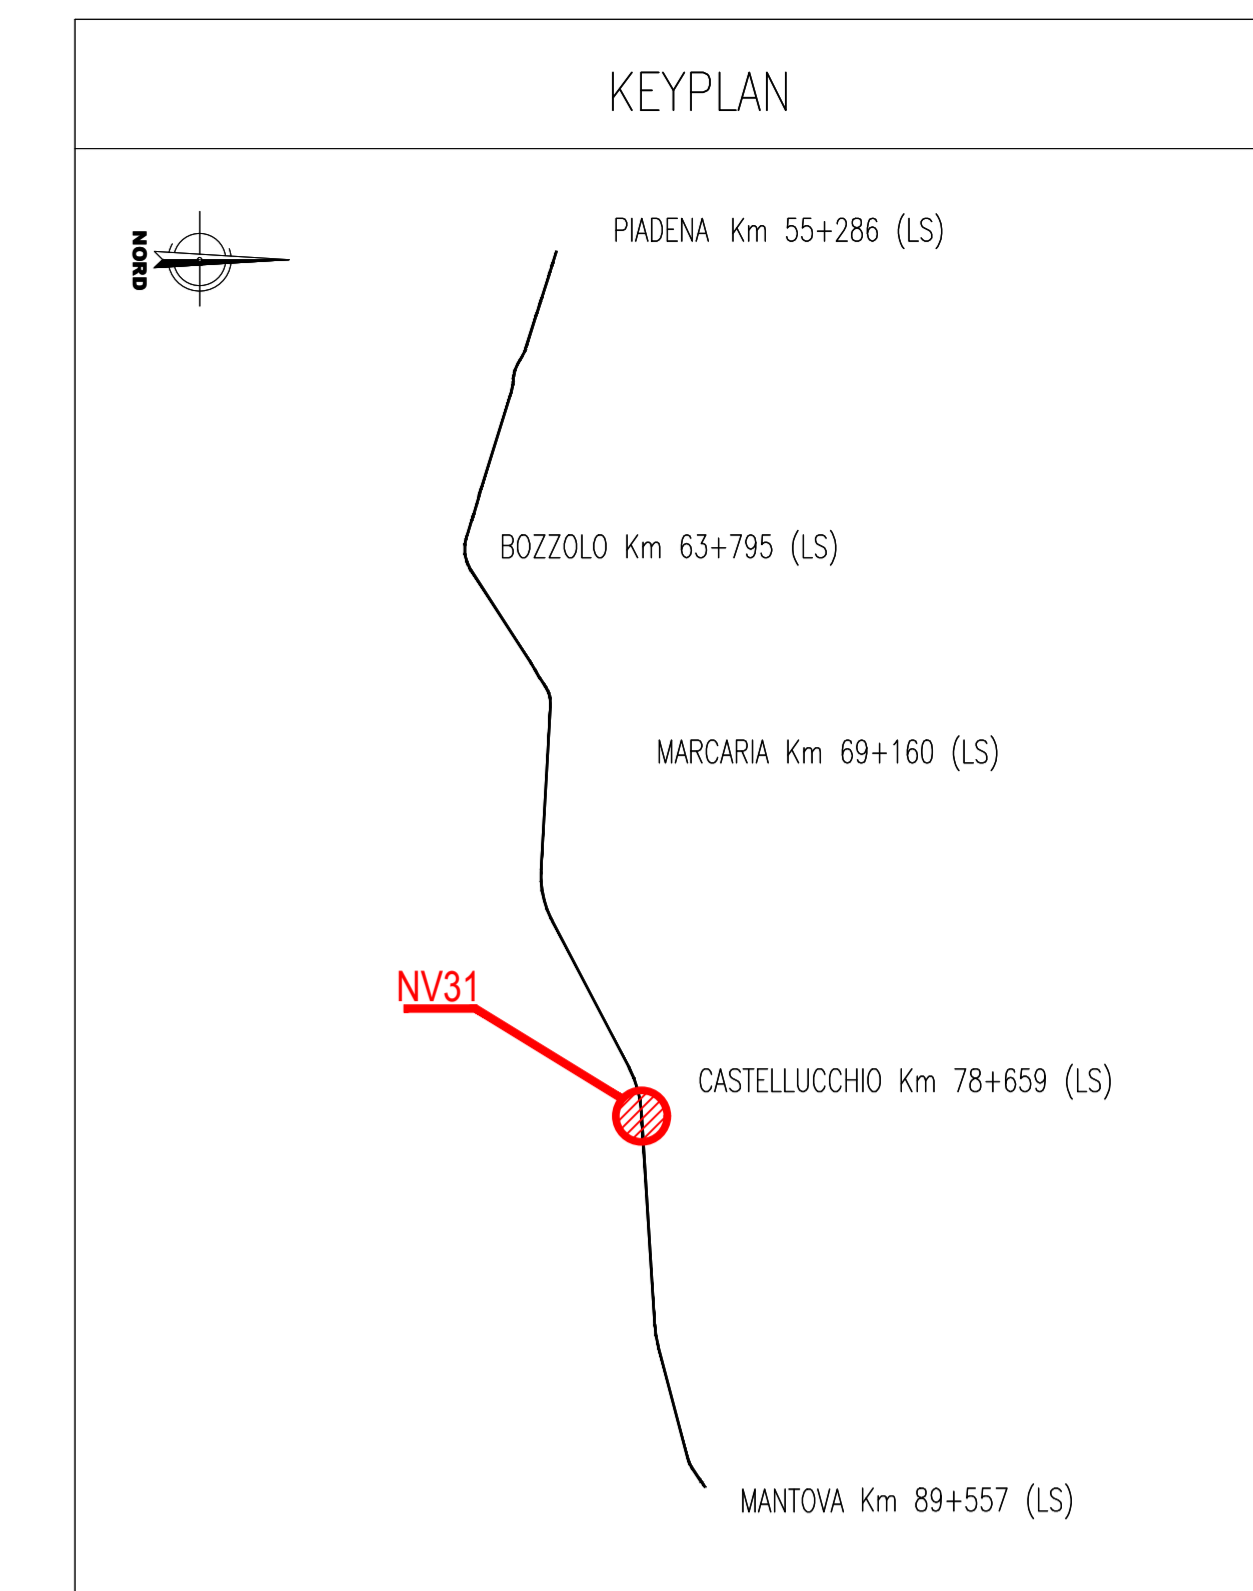 KEYPLAN
NORD
PIADENA Km 55+286 (LS)
BOZZOLO Km 63+795 (LS)
MARCARIA Km 69+160 (LS)
NV31
CASTELLUCCHIO Km 78+659 (LS)
MANTOVA Km 89+557 (LS)